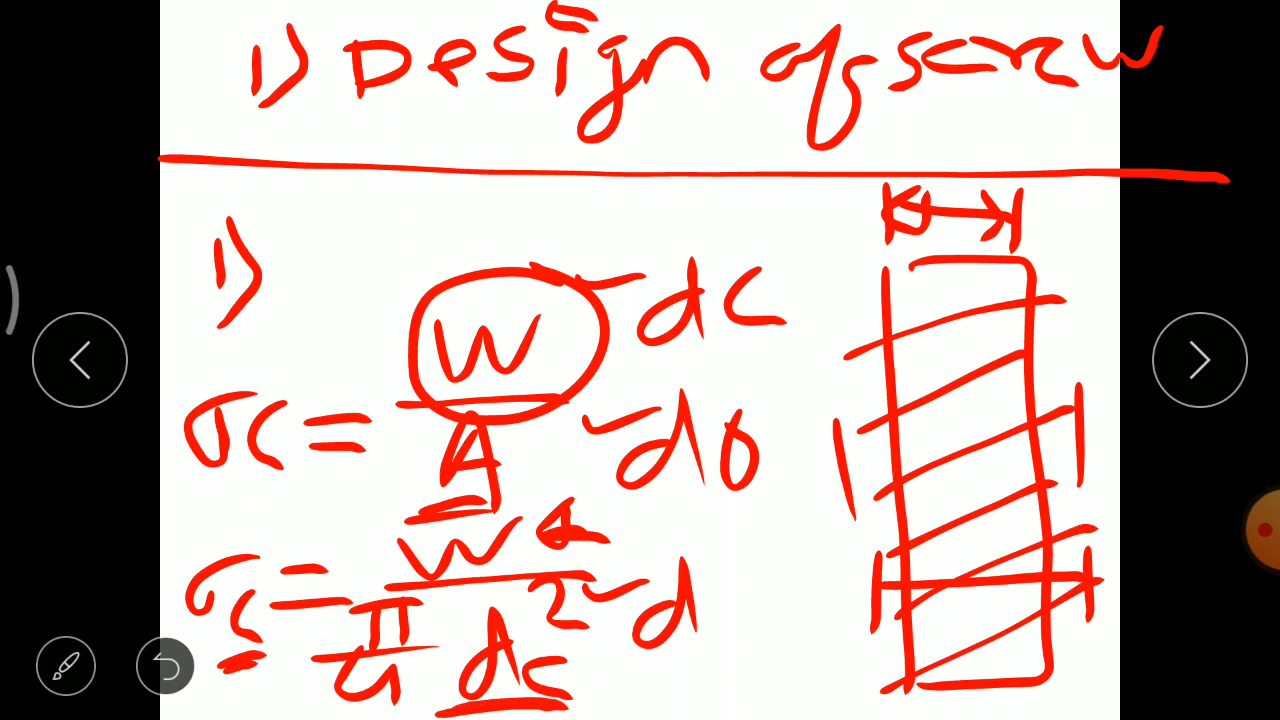 1) Design of screw
1)
σc = W/A
dc
do
σc = W/(π/4 dc²)
d